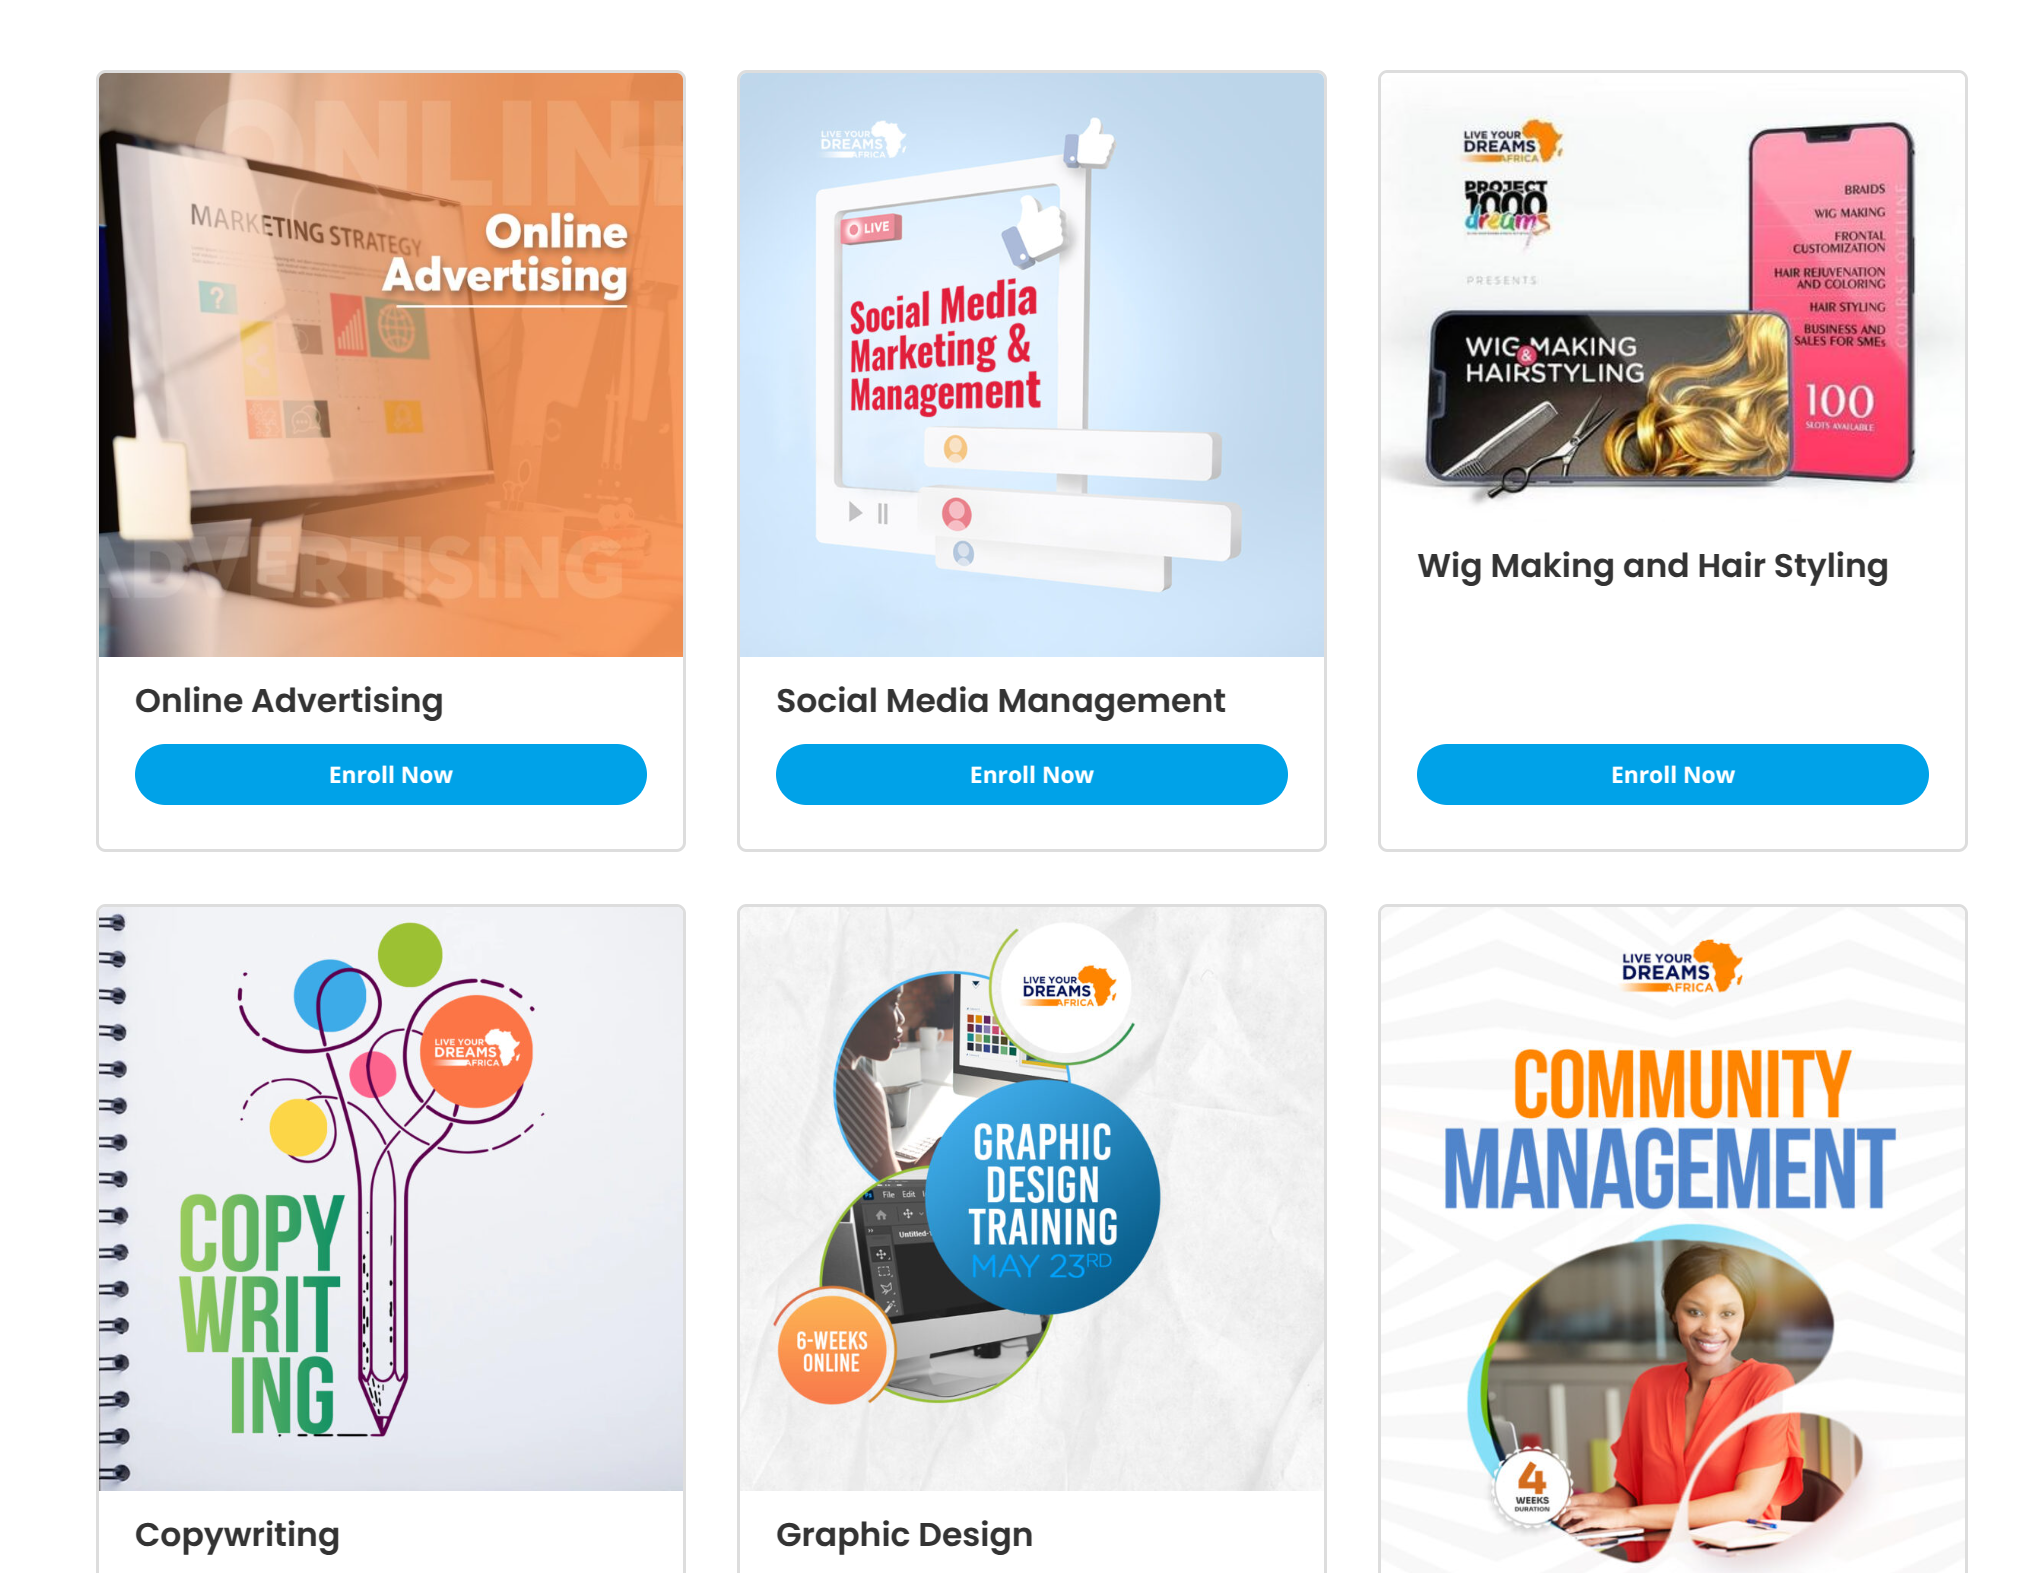 ONLINE
MARKETING STRATEGY
?
Online
Advertising
ADVERTISING
Online Advertising
Enroll Now
LIVE YOUR
DREAMS
AFRICA
LIVE
Social Media
Marketing &
Management
Social Media Management
Enroll Now
LIVE YOUR
DREAMS
AFRICA
PROJECT
1000
dreams
PRESENTS
WIG MAKING
&
HAIRSTYLING
BRAIDS
WIG MAKING
FRONTAL
CUSTOMIZATION
HAIR REJUVENATION
AND COLORING
HAIR STYLING
BUSINESS AND
SALES FOR SMEs
COURSE OUTLINE
100
SLOTS AVAILABLE
Wig Making and Hair Styling
Enroll Now
LIVE YOUR
DREAMS
AFRICA
COPY
WRIT
ING
Copywriting
LIVE YOUR
DREAMS
AFRICA
GRAPHIC
DESIGN
TRAINING
MAY 23RD
File Edit
Untitled-
6-WEEKS
ONLINE
Graphic Design
LIVE YOUR
DREAMS
AFRICA
COMMUNITY
MANAGEMENT
4
WEEKS
DURATION